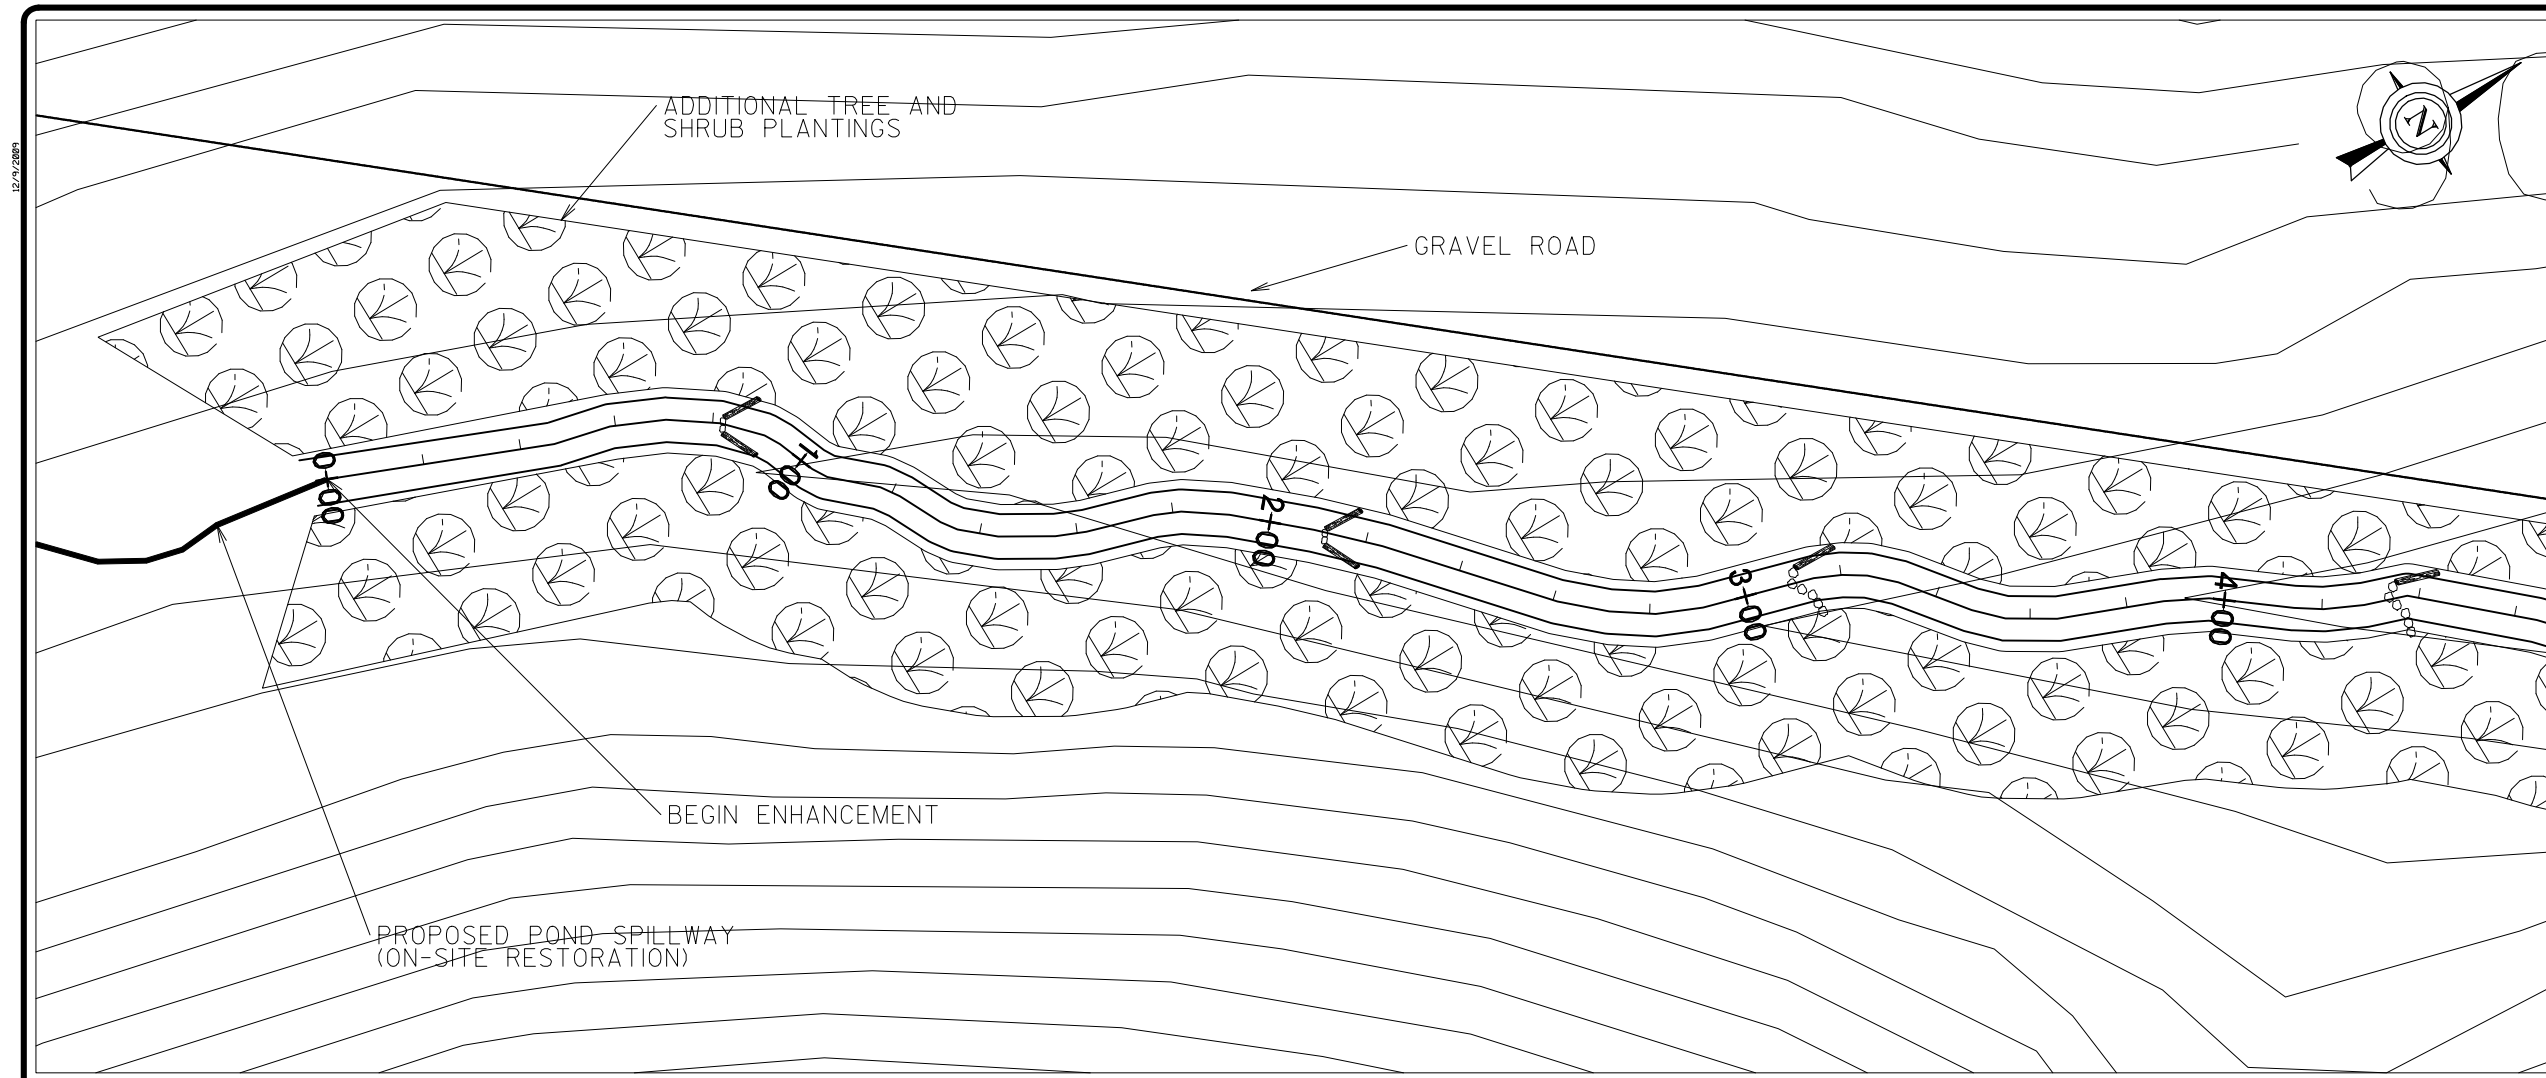 12/9/2009
ADDITIONAL TREE AND
SHRUB PLANTINGS
N
GRAVEL ROAD
0+00
1+00
2+00
3+00
4+00
BEGIN ENHANCEMENT
PROPOSED POND SPILLWAY
(ON-SITE RESTORATION)